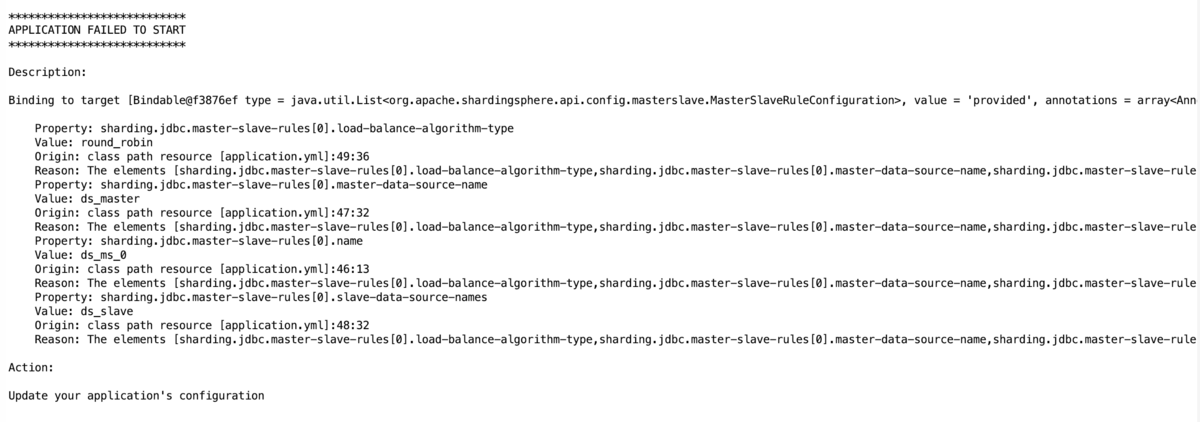 ***************************
APPLICATION FAILED TO START
***************************
Description:
Binding to target [Bindable@f3876ef type = java.util.List<org.apache.shardingsphere.api.config.masterslave.MasterSlaveRuleConfiguration>, value = 'provided', annotations = array<Ann
Property: sharding.jdbc.master-slave-rules[0].load-balance-algorithm-type
Value: round_robin
Origin: class path resource [application.yml]:49:36
Reason: The elements [sharding.jdbc.master-slave-rules[0].load-balance-algorithm-type,sharding.jdbc.master-slave-rules[0].master-data-source-name,sharding.jdbc.master-slave-rule
Property: sharding.jdbc.master-slave-rules[0].master-data-source-name
Value: ds_master
Origin: class path resource [application.yml]:47:32
Reason: The elements [sharding.jdbc.master-slave-rules[0].load-balance-algorithm-type,sharding.jdbc.master-slave-rules[0].master-data-source-name,sharding.jdbc.master-slave-rule
Property: sharding.jdbc.master-slave-rules[0].name
Value: ds_ms_0
Origin: class path resource [application.yml]:46:13
Reason: The elements [sharding.jdbc.master-slave-rules[0].load-balance-algorithm-type,sharding.jdbc.master-slave-rules[0].master-data-source-name,sharding.jdbc.master-slave-rule
Property: sharding.jdbc.master-slave-rules[0].slave-data-source-names
Value: ds_slave
Origin: class path resource [application.yml]:48:32
Reason: The elements [sharding.jdbc.master-slave-rules[0].load-balance-algorithm-type,sharding.jdbc.master-slave-rules[0].master-data-source-name,sharding.jdbc.master-slave-rule
Action:
Update your application's configuration